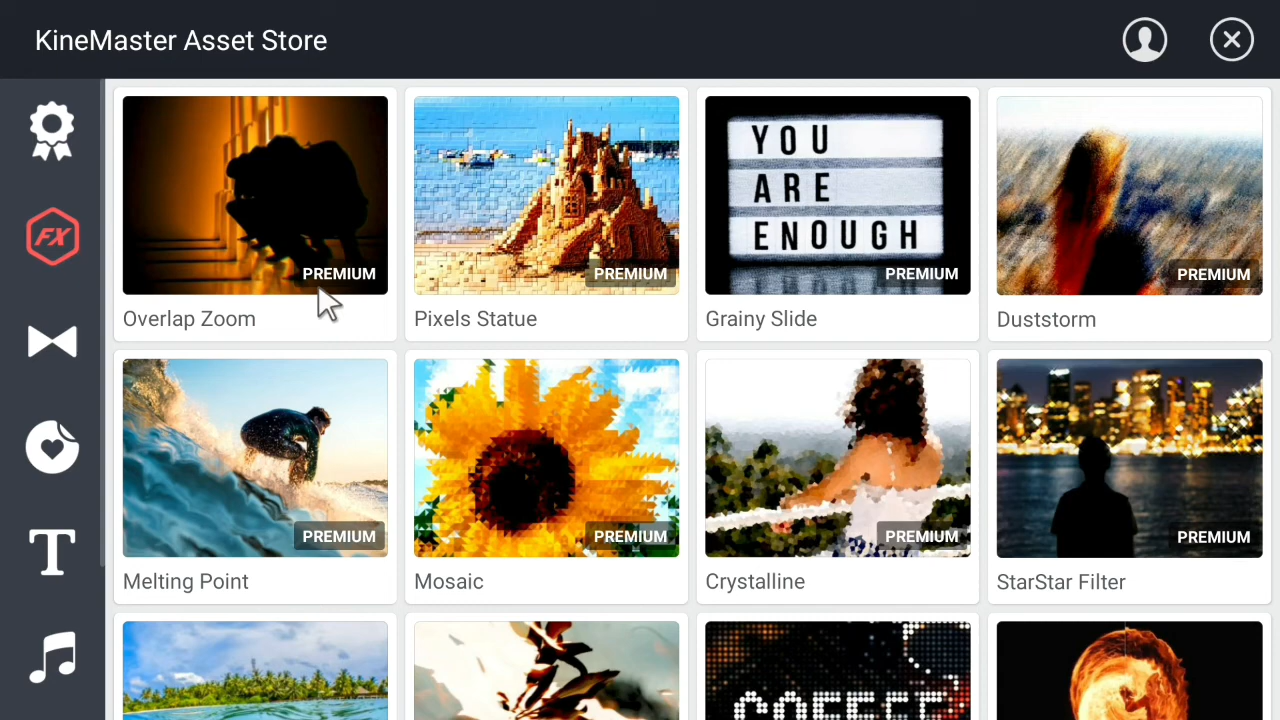 KineMaster Asset Store
FX
T
PREMIUM
Overlap Zoom
PREMIUM
Pixels Statue
YOU
ARE
ENOUGH
PREMIUM
Grainy Slide
PREMIUM
Duststorm
PREMIUM
Melting Point
PREMIUM
Mosaic
PREMIUM
Crystalline
PREMIUM
StarStar Filter